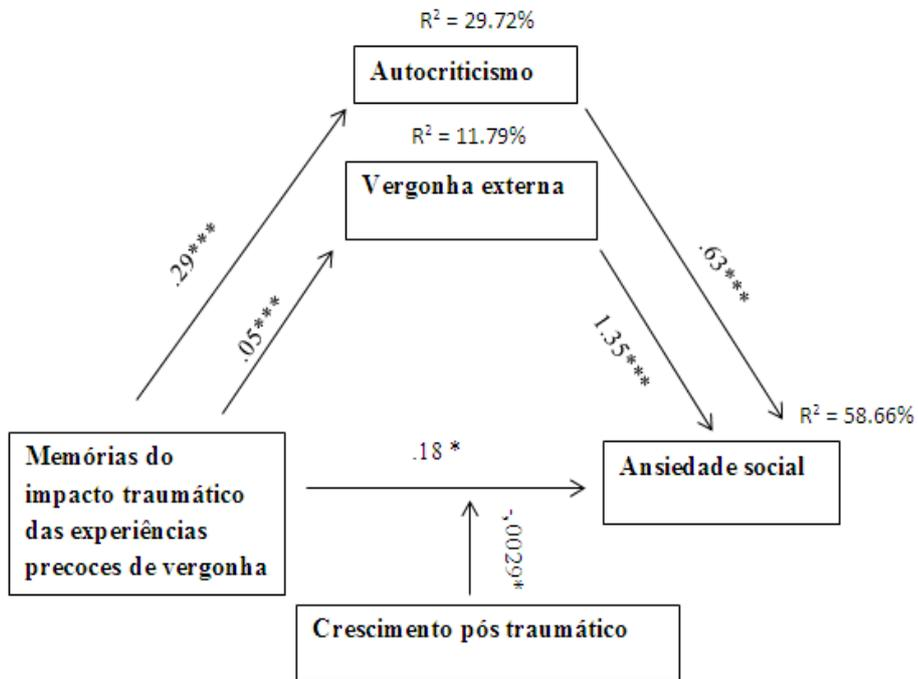 R² = 29.72%
Autocriticismo
R² = 11.79%
Vergonha externa
.29***
.05***
.63***
1.35***
R² = 58.66%
Memórias do
impacto traumático
das experiências
precoces de vergonha
.18 *
Ansiedade social
-,0029*
Crescimento pós traumático